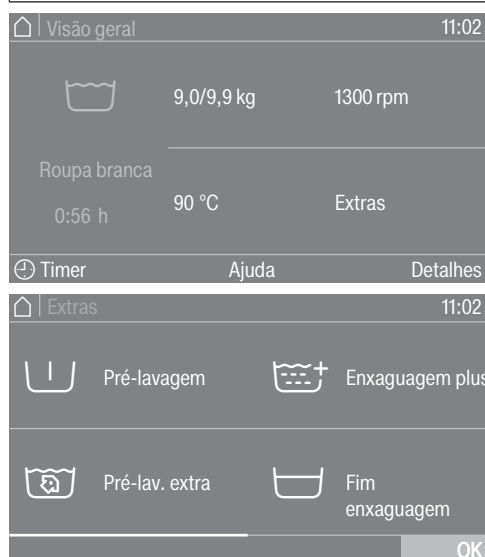 Visão geral 11:02
9,0/9,9 kg 1300 rpm
Roupa branca
0:56 h
90 °C Extras
Timer Ajuda Detalhes
Extras 11:02
Pré-lavagem Enxaguagem plus
Pré-lav. extra Fim
enxaguagem
OK